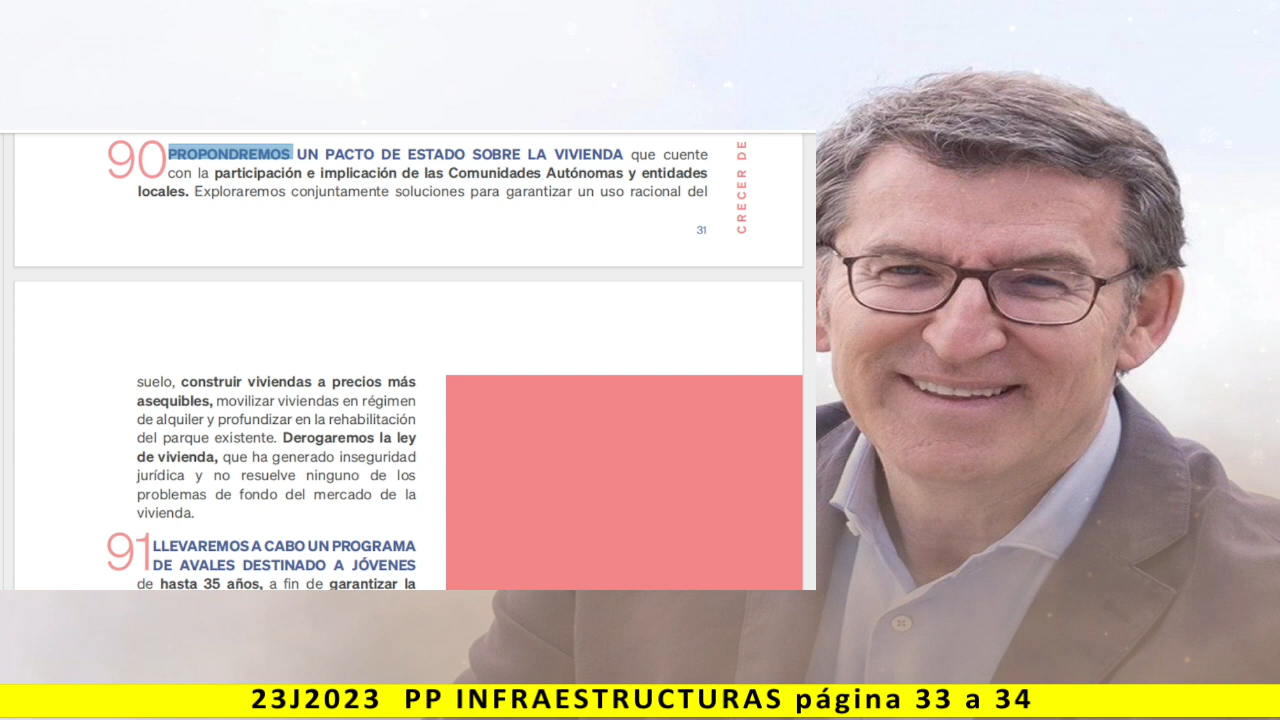 90 PROPONDREMOS UN PACTO DE ESTADO SOBRE LA VIVIENDA que cuente
con la participación e implicación de las Comunidades Autónomas y entidades
locales. Exploraremos conjuntamente soluciones para garantizar un uso racional del
CRECER DE
31
suelo, construir viviendas a precios más
asequibles, movilizar viviendas en régimen
de alquiler y profundizar en la rehabilitación
del parque existente. Derogaremos la ley
de vivienda, que ha generado inseguridad
jurídica y no resuelve ninguno de los
problemas de fondo del mercado de la
vivienda.
91 LLEVAREMOS A CABO UN PROGRAMA
DE AVALES DESTINADO A JÓVENES
de hasta 35 años, a fin de garantizar la
23J2023 PP INFRAESTRUCTURAS página 33 a 34